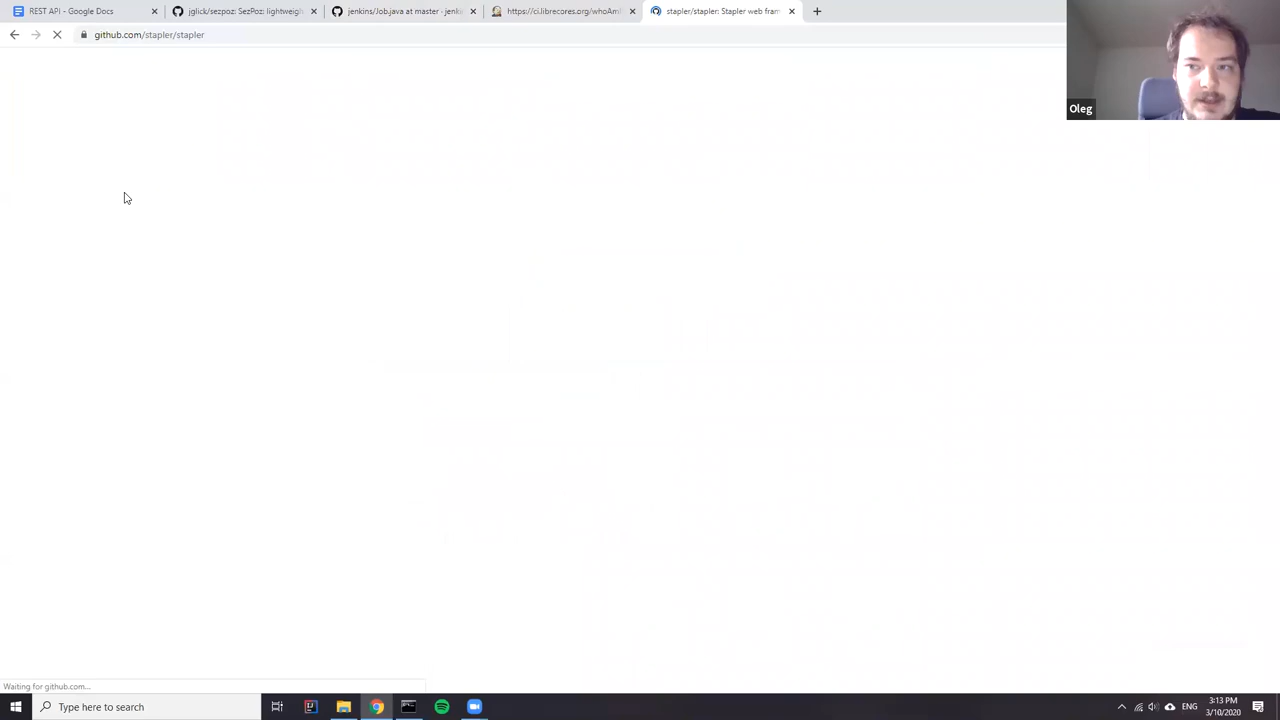 REST API - Google Docs
jglick/sezpoz: SezPoz: lightweigh
jenkins/Job.java at master · jenki
https://ci.librecores.org/whoAmI
stapler/stapler: Stapler web fram
github.com/stapler/stapler
Oleg
Waiting for github.com...
Type here to search
ENG
3:13 PM
3/10/2020